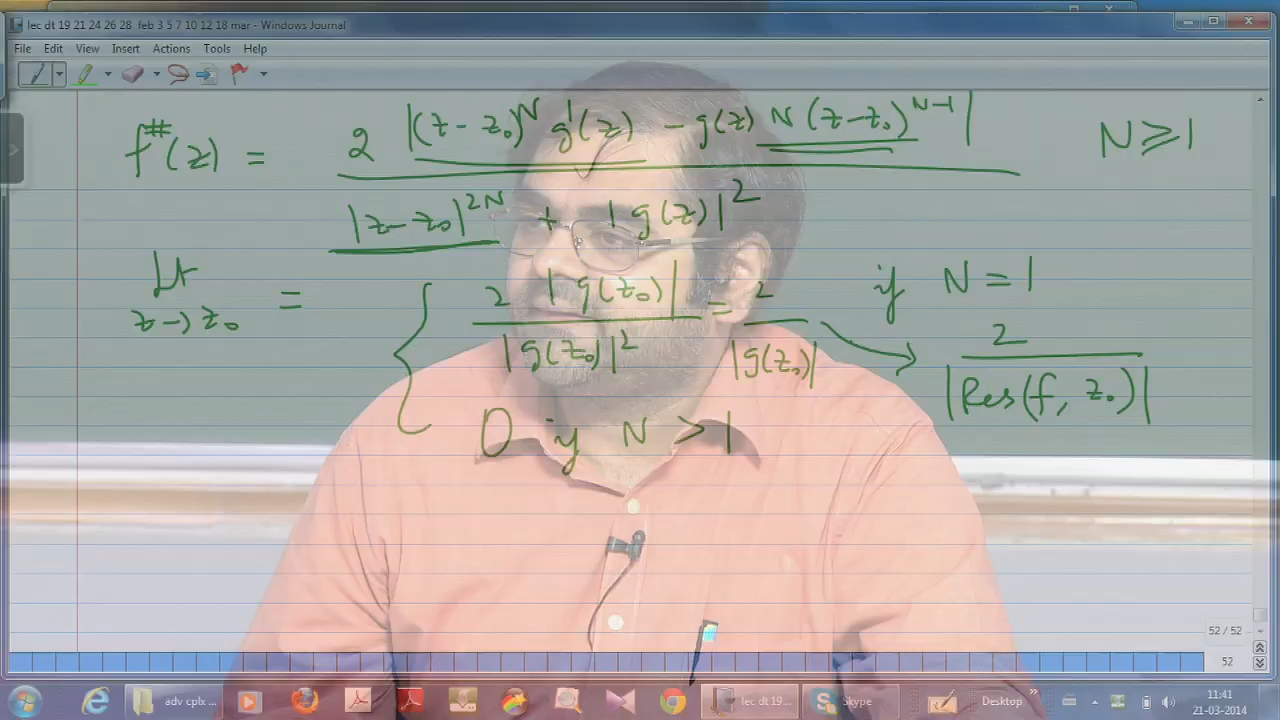 lec dt 19 21 24 26 28 feb 3 5 7 10 12 18 mar - Windows Journal
File Edit View Insert Actions Tools Help
f^#(z) = 2 |(z - z₀)^N g'(z) - g(z) N (z - z₀)^{N-1}| / (|z - z₀|^{2N} + |g(z)|²) N ≥ 1
Lt z → z₀ = { 2 |g(z₀)| / |g(z₀)|² = 2 / |g(z₀)| if N = 1
→ 2 / |Res(f, z₀)|
0 if N > 1
52 / 52
52
adv cplx ... lec dt 19... Skype Desktop » 11:41
21-03-2014